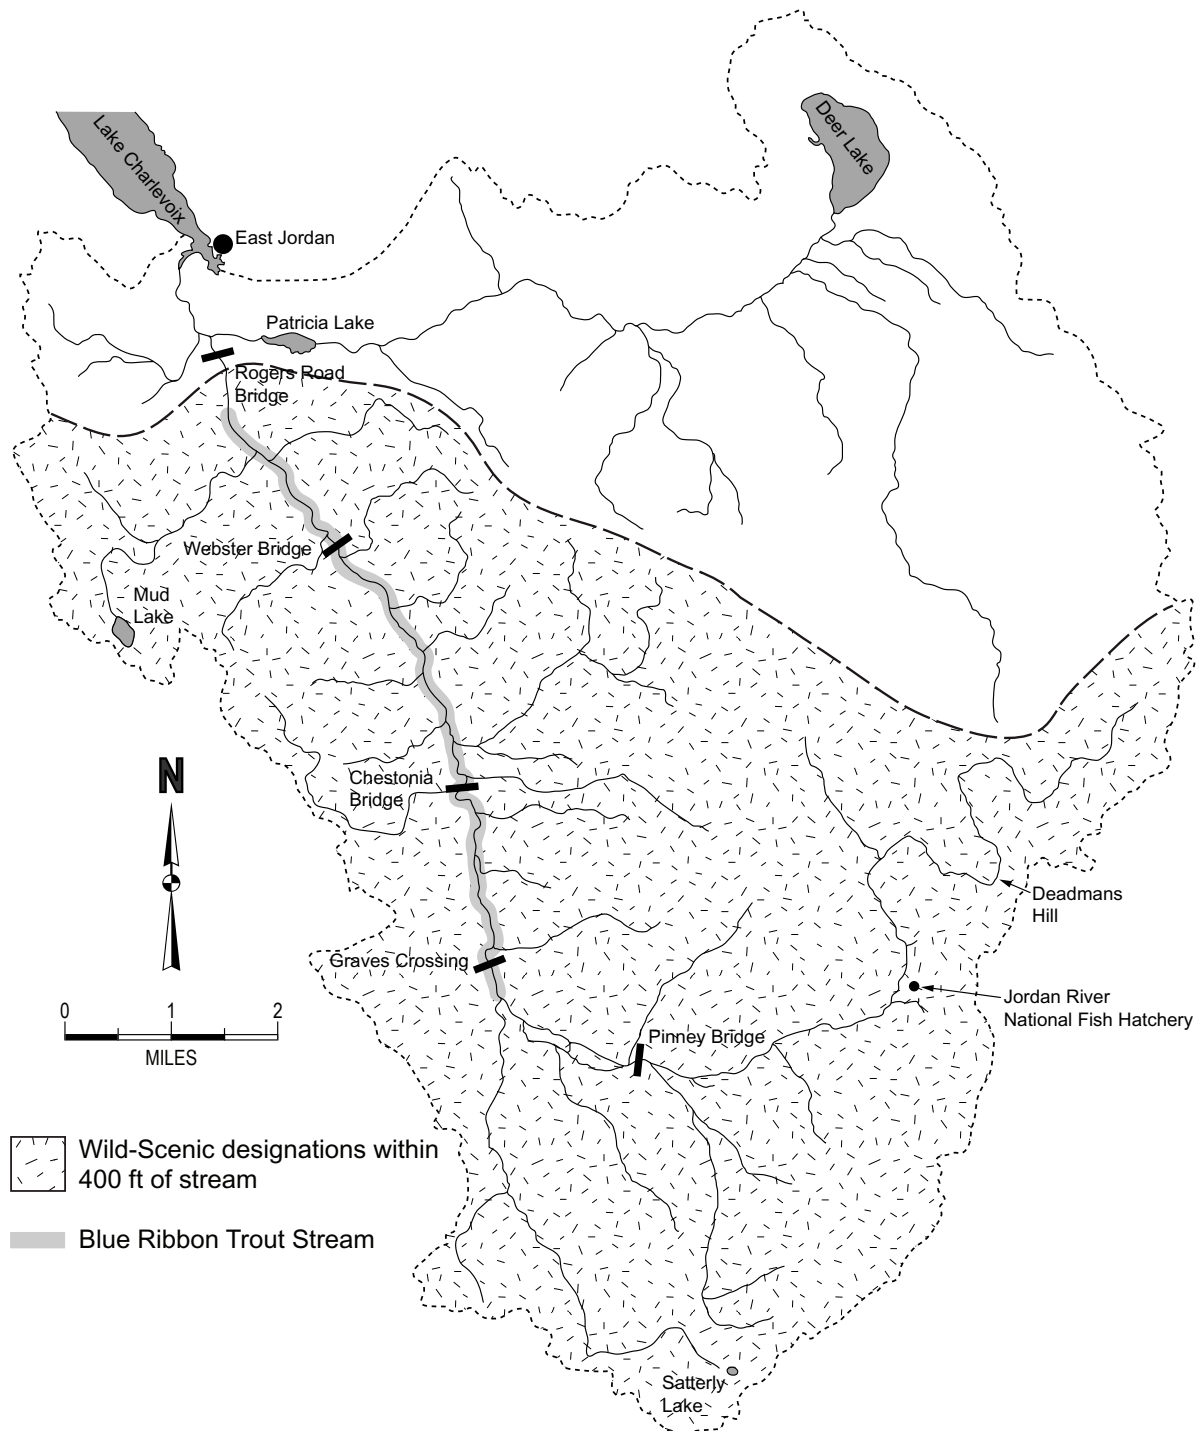 Deer Lake
Lake Charlevoix
East Jordan
Patricia Lake
Rogers Road
Bridge
Webster Bridge
Mud
Lake
N
Chestonia
Bridge
Deadmans
Hill
Graves Crossing
Jordan River
National Fish Hatchery
0 1 2
MILES
Pinney Bridge
Wild-Scenic designations within
400 ft of stream
Blue Ribbon Trout Stream
Satterly
Lake